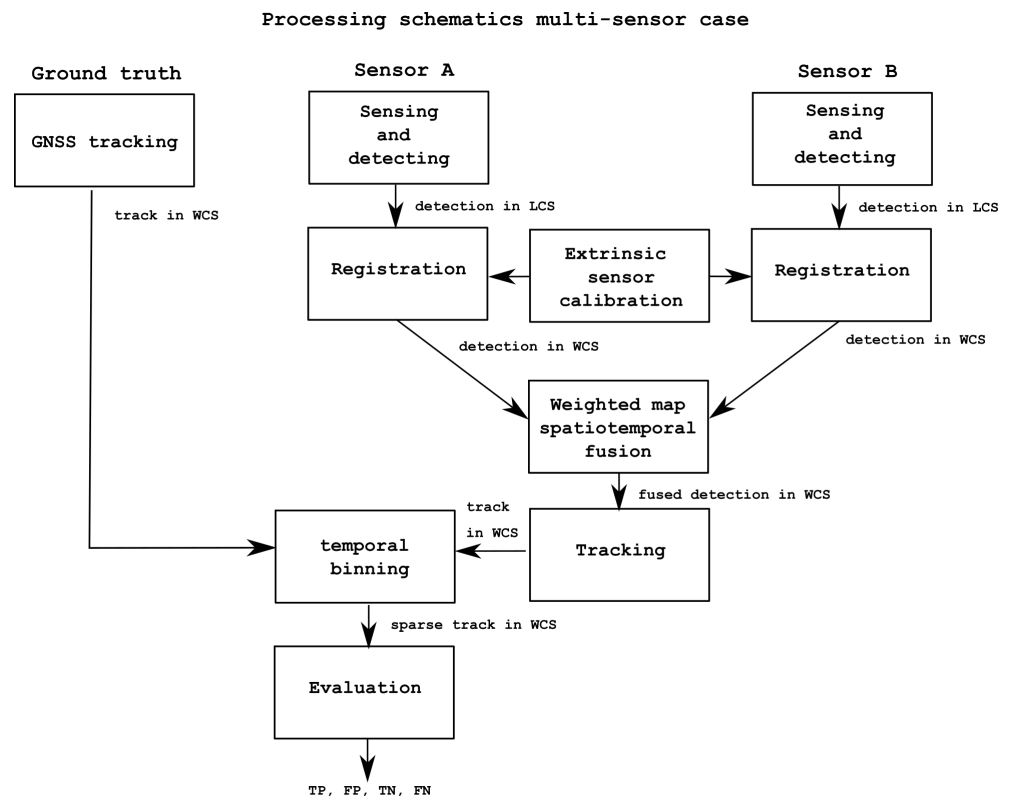 Processing schematics multi-sensor case
Ground truth
Sensor A
Sensor B
GNSS tracking
Sensing
and
detecting
Sensing
and
detecting
track in WCS
detection in LCS
detection in LCS
Registration
Extrinsic
sensor
calibration
Registration
detection in WCS
detection in WCS
Weighted map
spatiotemporal
fusion
fused detection in WCS
track
in WCS
temporal
binning
Tracking
sparse track in WCS
Evaluation
TP, FP, TN, FN